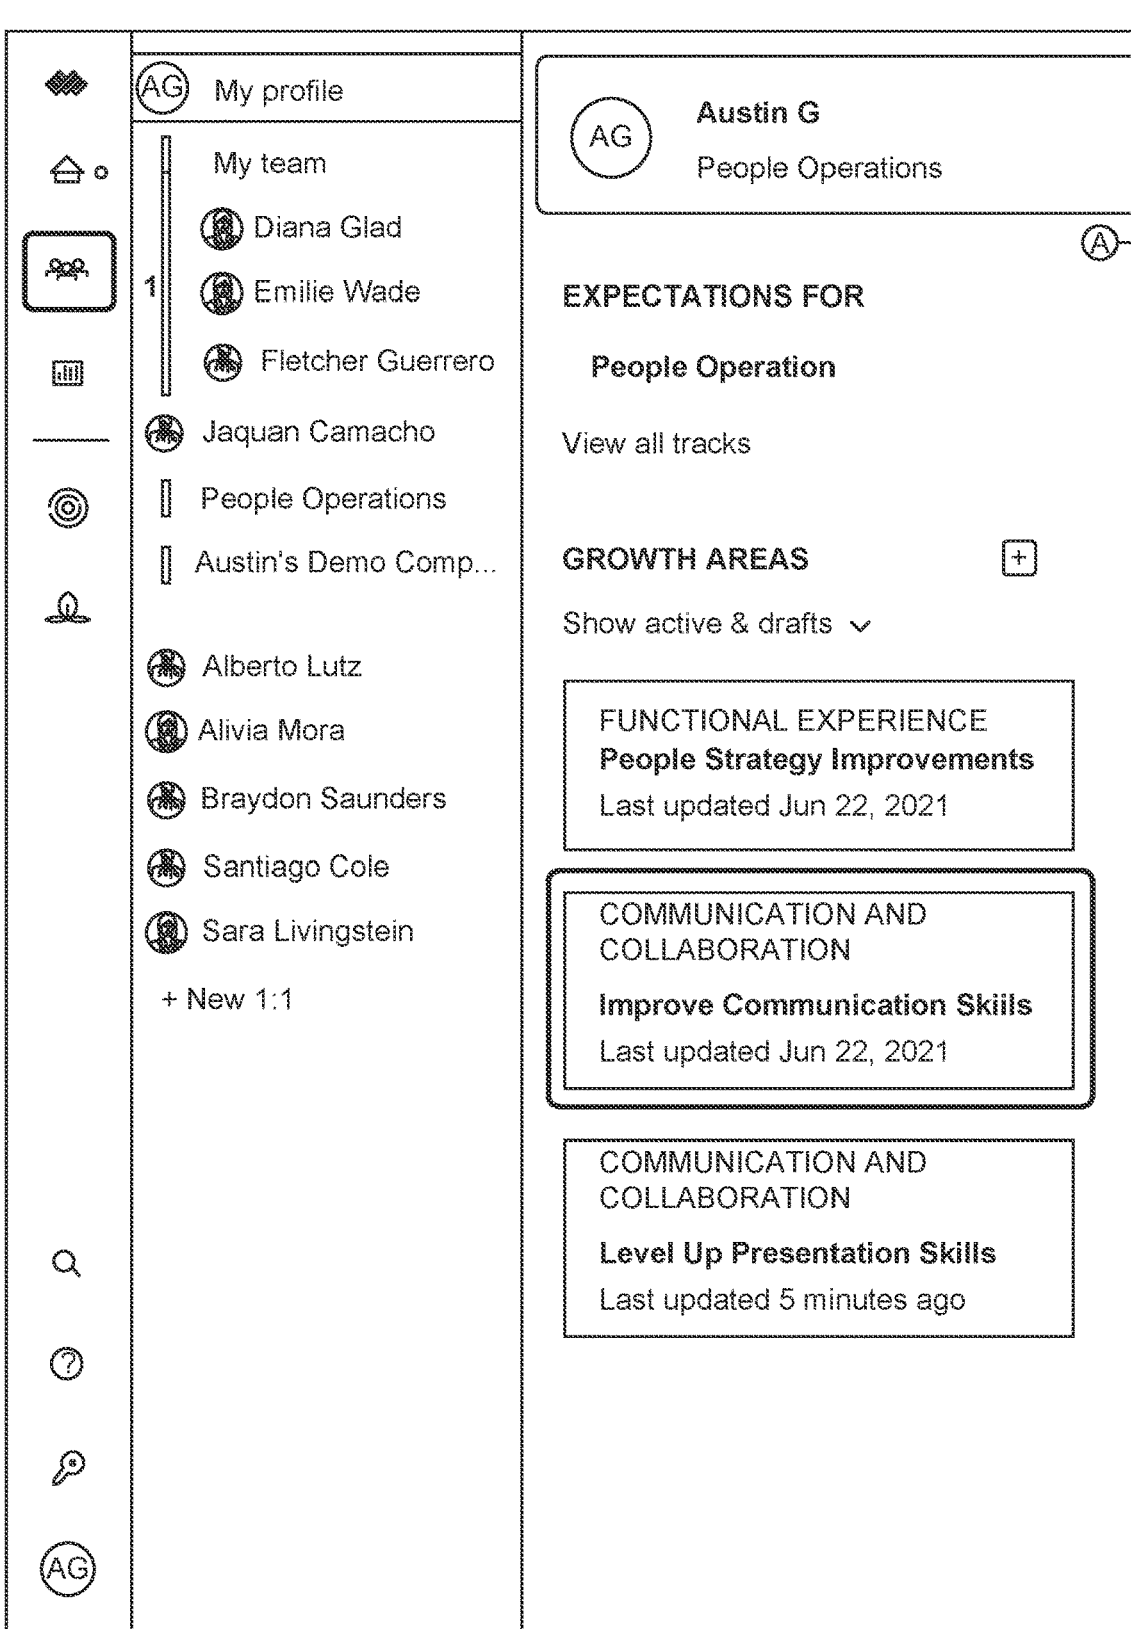 AG My profile
My team
Diana Glad
1
Emilie Wade
Fletcher Guerrero
Jaquan Camacho
People Operations
Austin's Demo Comp...
Alberto Lutz
Alivia Mora
Braydon Saunders
Santiago Cole
Sara Livingstein
+ New 1:1
?
AG
AG
Austin G
People Operations
A
EXPECTATIONS FOR
People Operation
View all tracks
GROWTH AREAS +
Show active & drafts
FUNCTIONAL EXPERIENCE
People Strategy Improvements
Last updated Jun 22, 2021
COMMUNICATION AND
COLLABORATION
Improve Communication Skills
Last updated Jun 22, 2021
COMMUNICATION AND
COLLABORATION
Level Up Presentation Skills
Last updated 5 minutes ago